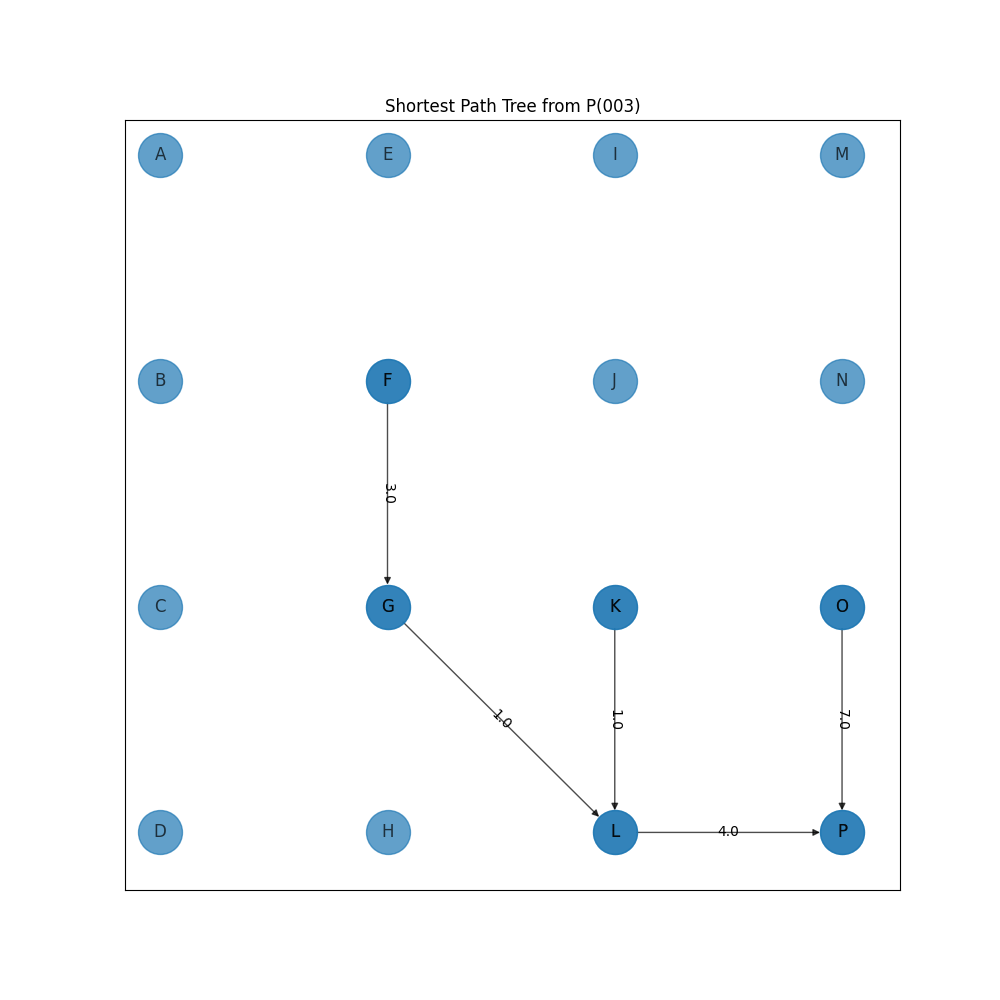 Shortest Path Tree from P(003)
A E I M
B F J N
3.0
C G K O
1.0 1.0 7.0
D H L 4.0 P